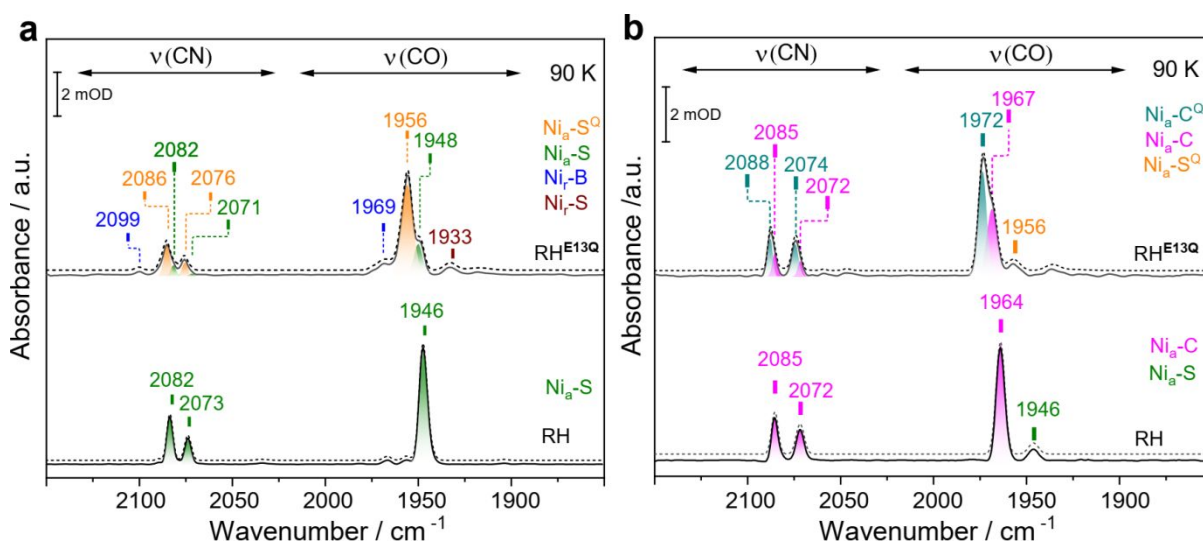 a
ν(CN)
ν(CO)
90 K
2 mOD
Ni_a-S^Q
Ni_a-S
Ni_r-B
Ni_r-S
1956
1948
2082
2086
2076
2071
2099
1969
1933
RH^E13Q
1946
2082
2073
Ni_a-S
RH
Absorbance / a.u.
2100
2050
2000
1950
1900
Wavenumber / cm^-1
b
ν(CN)
ν(CO)
90 K
2 mOD
Ni_a-C^Q
Ni_a-C
Ni_a-S^Q
1967
1972
2085
2088
2074
2072
1956
RH^E13Q
1964
2085
2072
1946
Ni_a-C
Ni_a-S
RH
Absorbance /a.u.
2100
2050
2000
1950
1900
Wavenumber / cm^-1